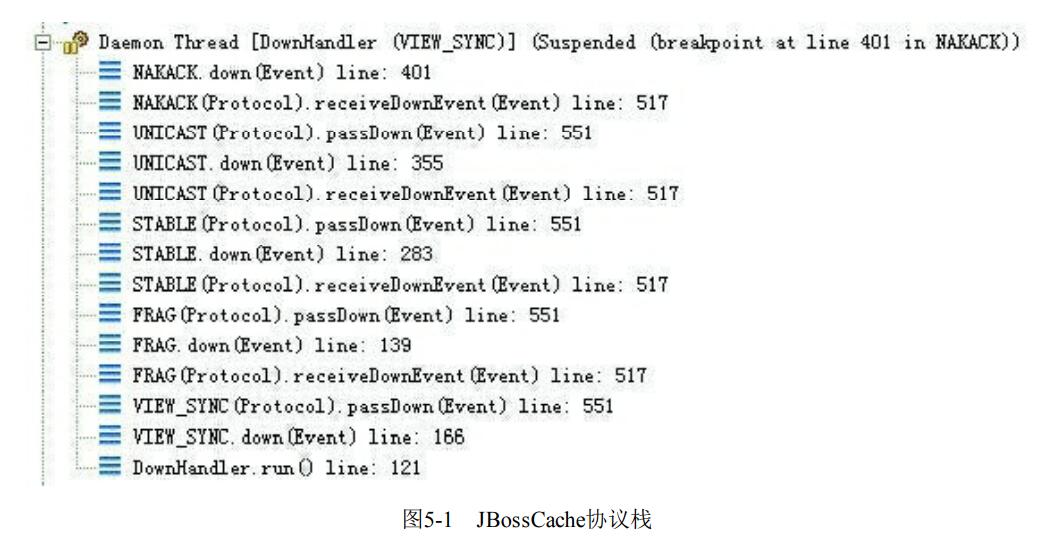 Daemon Thread [DownHandler (VIEW_SYNC)] (Suspended (breakpoint at line 401 in NAKACK))
NAKACK.down(Event) line: 401
NAKACK(Protocol).receiveDownEvent(Event) line: 517
UNICAST(Protocol).passDown(Event) line: 551
UNICAST.down(Event) line: 355
UNICAST(Protocol).receiveDownEvent(Event) line: 517
STABLE(Protocol).passDown(Event) line: 551
STABLE.down(Event) line: 283
STABLE(Protocol).receiveDownEvent(Event) line: 517
FRAG(Protocol).passDown(Event) line: 551
FRAG.down(Event) line: 139
FRAG(Protocol).receiveDownEvent(Event) line: 517
VIEW_SYNC(Protocol).passDown(Event) line: 551
VIEW_SYNC.down(Event) line: 166
DownHandler.run() line: 121
图5-1 JBossCache协议栈